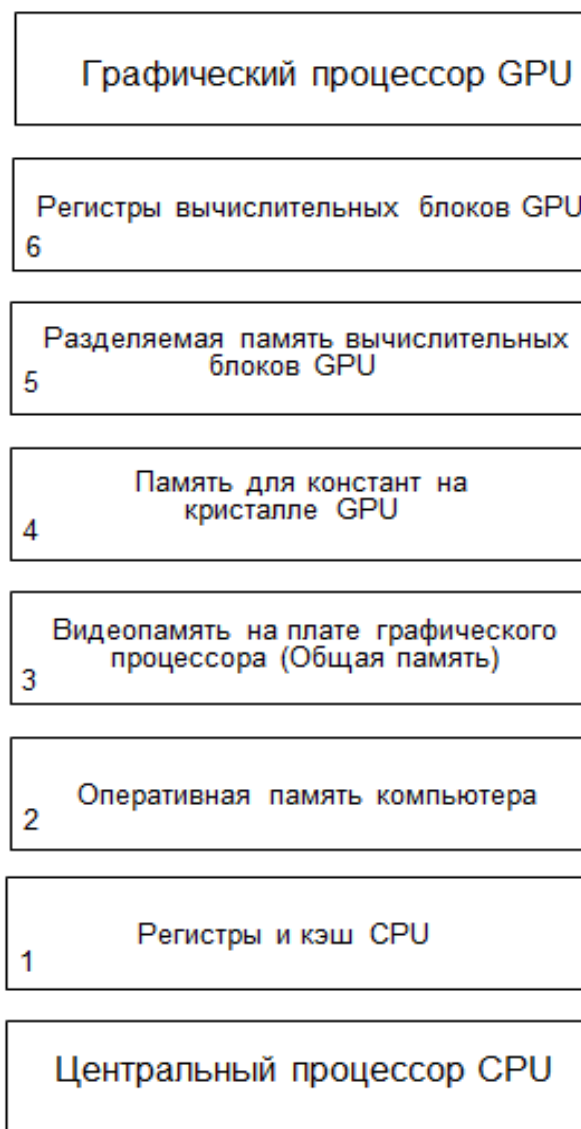 Графический процессор GPU
Регистры вычислительных блоков GPU
6
Разделяемая память вычислительных
блоков GPU
5
Память для констант на
кристалле GPU
4
Видеопамять на плате графического
процессора (Общая память)
3
Оперативная память компьютера
2
Регистры и кэш CPU
1
Центральный процессор CPU